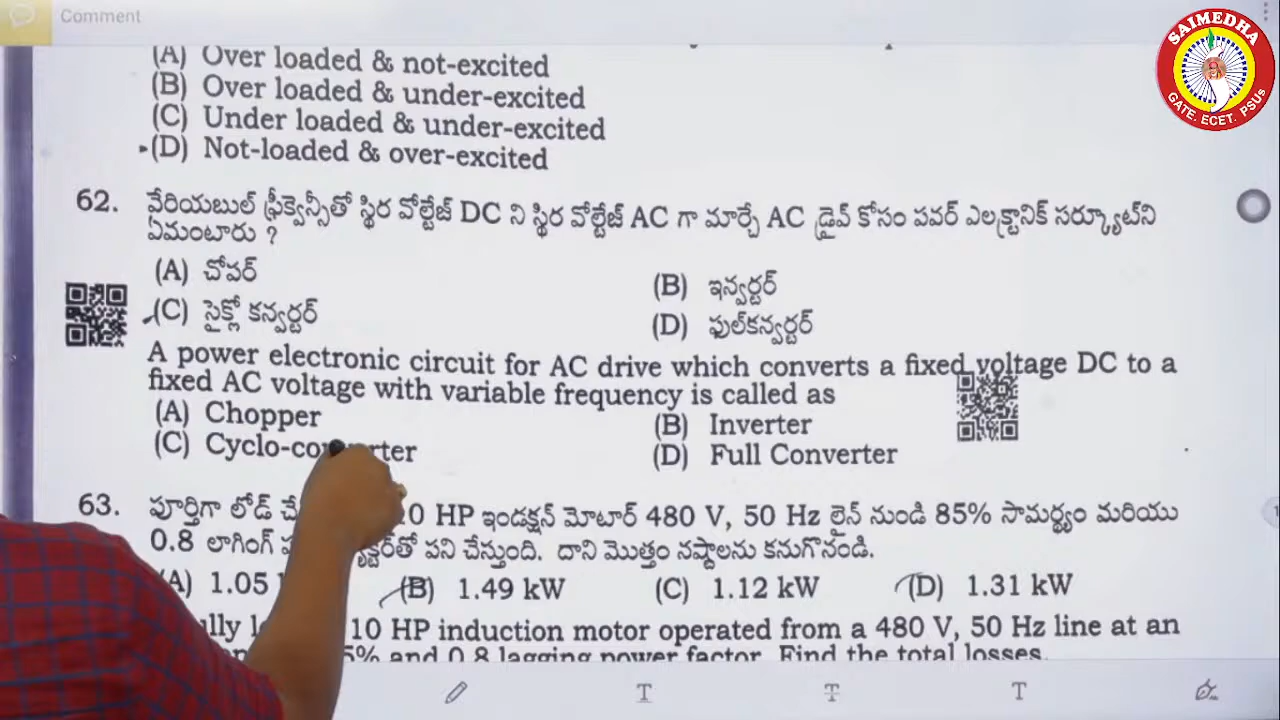 Comment
SAIMEDHA
GATE. ECET. PSUs
(A) Over loaded & not-excited
(B) Over loaded & under-excited
(C) Under loaded & under-excited
(D) Not-loaded & over-excited
62. వేరియబుల్ ఫ్రీక్వెన్సీతో స్థిర వోల్టేజ్ DC ని స్థిర వోల్టేజ్ AC గా మార్చే AC డ్రైవ్ కోసం పవర్ ఎలక్ట్రానిక్ సర్క్యూట్‌ని
ఏమంటారు ?
(A) చోపర్
(B) ఇన్వర్టర్
(C) సైక్లో కన్వర్టర్
(D) ఫుల్‌కన్వర్టర్
A power electronic circuit for AC drive which converts a fixed voltage DC to a
fixed AC voltage with variable frequency is called as
(A) Chopper
(B) Inverter
(C)
(D) Full Converter
63. పూర్తిగా లోడ్ HP ఇండక్షన్ మోటార్ 480 V, 50 Hz లైన్ నుండి 85% సామర్థ్యం మరియు
0.8 లాగింగ్ పని చేస్తుంది. దాని మొత్తం నష్టాలను కనుగొనండి.
(A) 1.05
(B) 1.49 kW
(C) 1.12 kW
(D) 1.31 kW
10 HP induction motor operated from a 480 V, 50 Hz line at an
and 0.8 lagging power factor. Find the total losses.